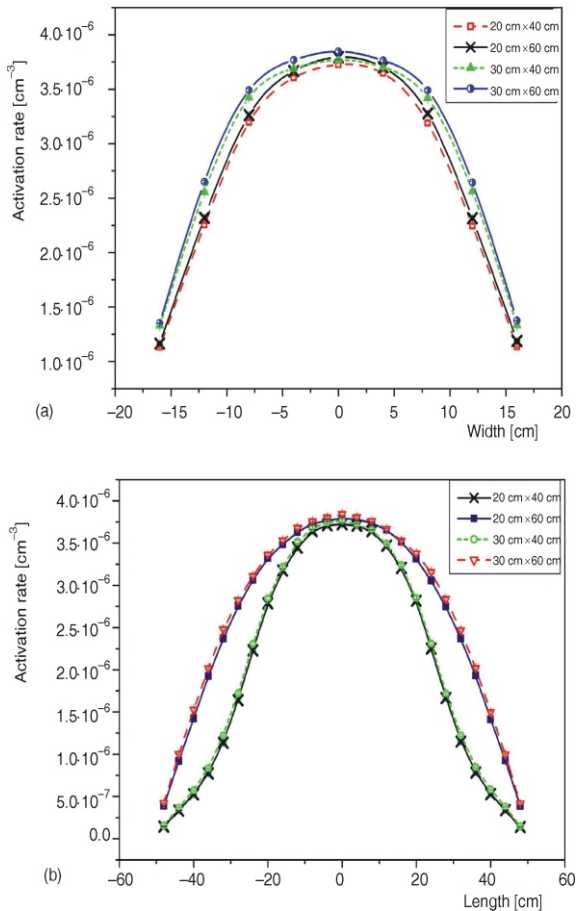 Activation rate [cm⁻³]
4.0·10⁻⁶
3.5·10⁻⁶
3.0·10⁻⁶
2.5·10⁻⁶
2.0·10⁻⁶
1.5·10⁻⁶
1.0·10⁻⁶
20 cm×40 cm
20 cm×60 cm
30 cm×40 cm
30 cm×60 cm
(a)
−20 −15 −10 −5 0 5 10 15 20
Width [cm]
Activation rate [cm⁻³]
4.0·10⁻⁶
3.5·10⁻⁶
3.0·10⁻⁶
2.5·10⁻⁶
2.0·10⁻⁶
1.5·10⁻⁶
1.0·10⁻⁶
5.0·10⁻⁷
0.0
20 cm×40 cm
20 cm×60 cm
30 cm×40 cm
30 cm×60 cm
(b)
−60 −40 −20 0 20 40 60
Length [cm]